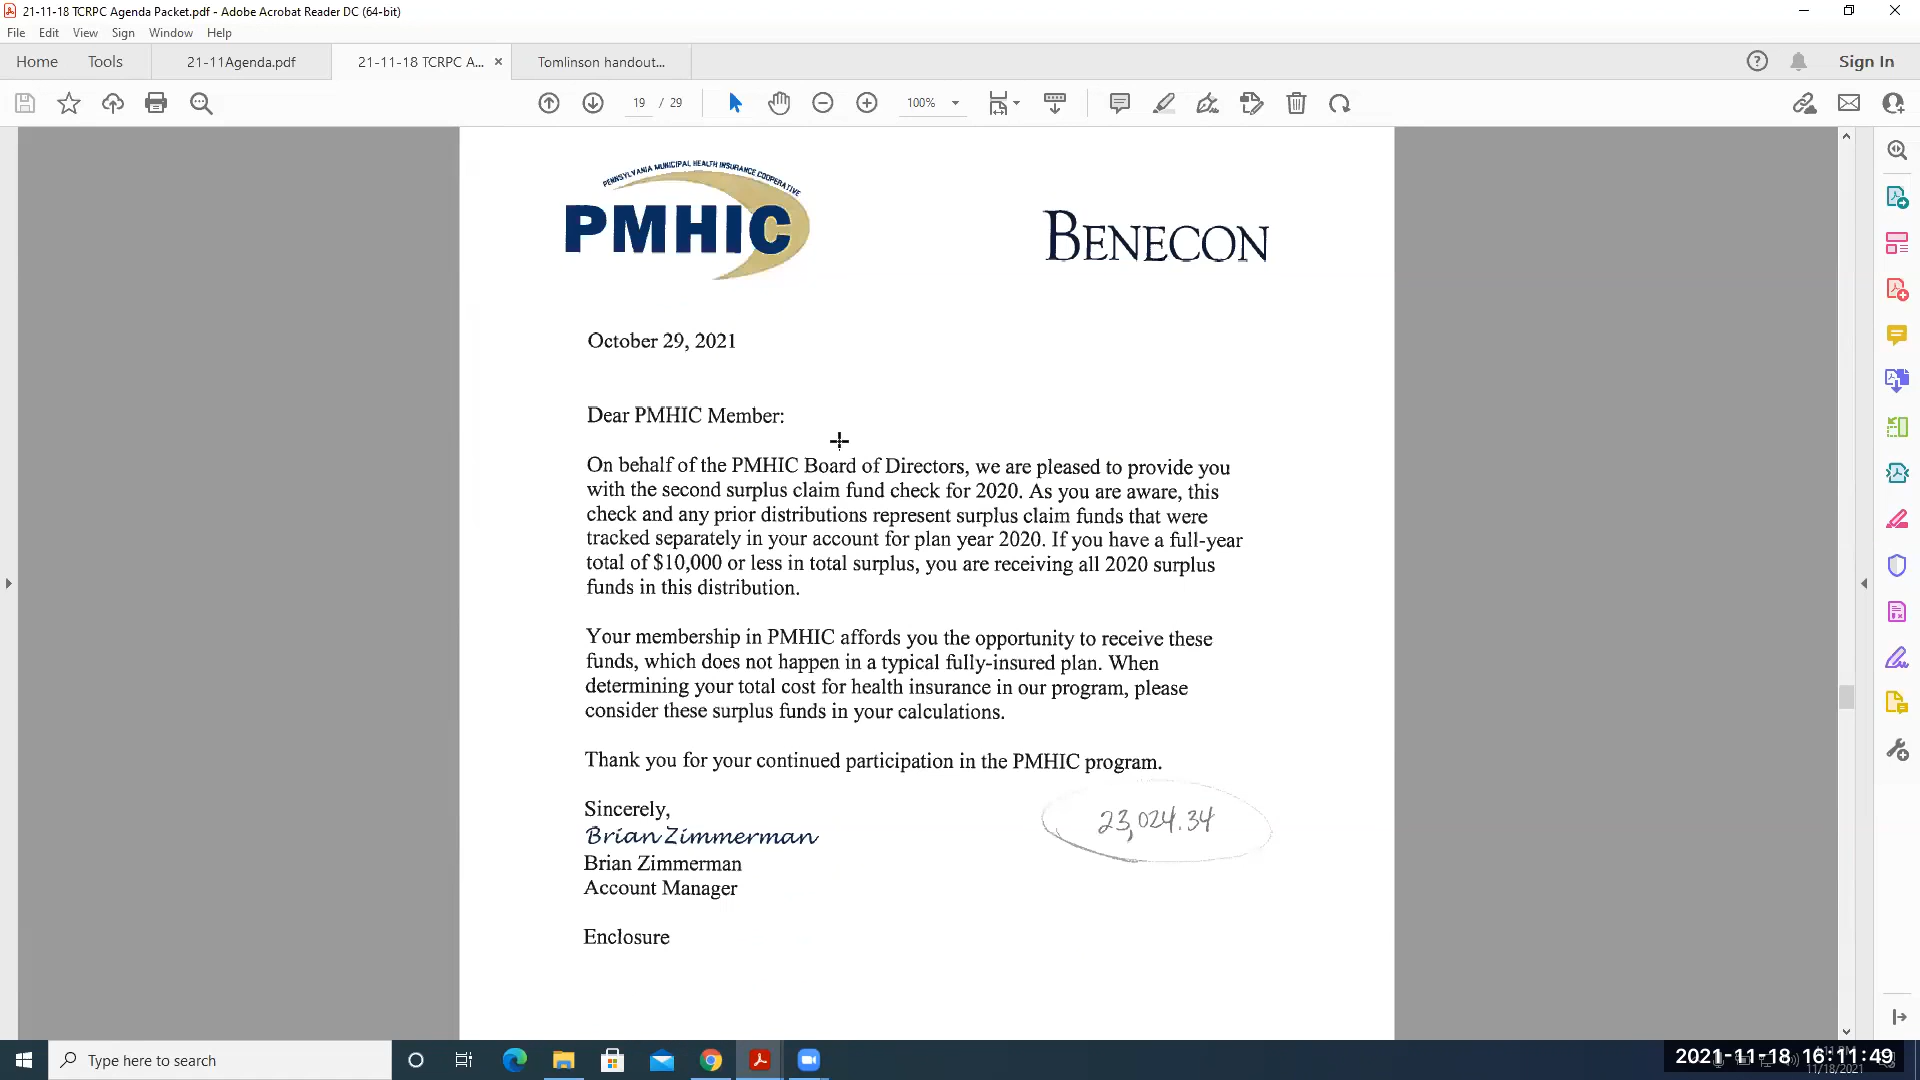 21-11-18 TCRPC Agenda Packet.pdf - Adobe Acrobat Reader DC (64-bit)
File Edit View Sign Window Help
Home Tools 21-11Agenda.pdf 21-11-18 TCRPC A... × Tomlinson handout... Sign In
19 / 29 100%
PENNSYLVANIA MUNICIPAL HEALTH INSURANCE COOPERATIVE
PMHIC
BENECON
October 29, 2021
Dear PMHIC Member:
On behalf of the PMHIC Board of Directors, we are pleased to provide you
with the second surplus claim fund check for 2020. As you are aware, this
check and any prior distributions represent surplus claim funds that were
tracked separately in your account for plan year 2020. If you have a full-year
total of $10,000 or less in total surplus, you are receiving all 2020 surplus
funds in this distribution.
Your membership in PMHIC affords you the opportunity to receive these
funds, which does not happen in a typical fully-insured plan. When
determining your total cost for health insurance in our program, please
consider these surplus funds in your calculations.
Thank you for your continued participation in the PMHIC program.
Sincerely,
Brian Zimmerman
23,024.34
Brian Zimmerman
Account Manager
Enclosure
Type here to search
2021-11-18 16:11:49
11/18/2021